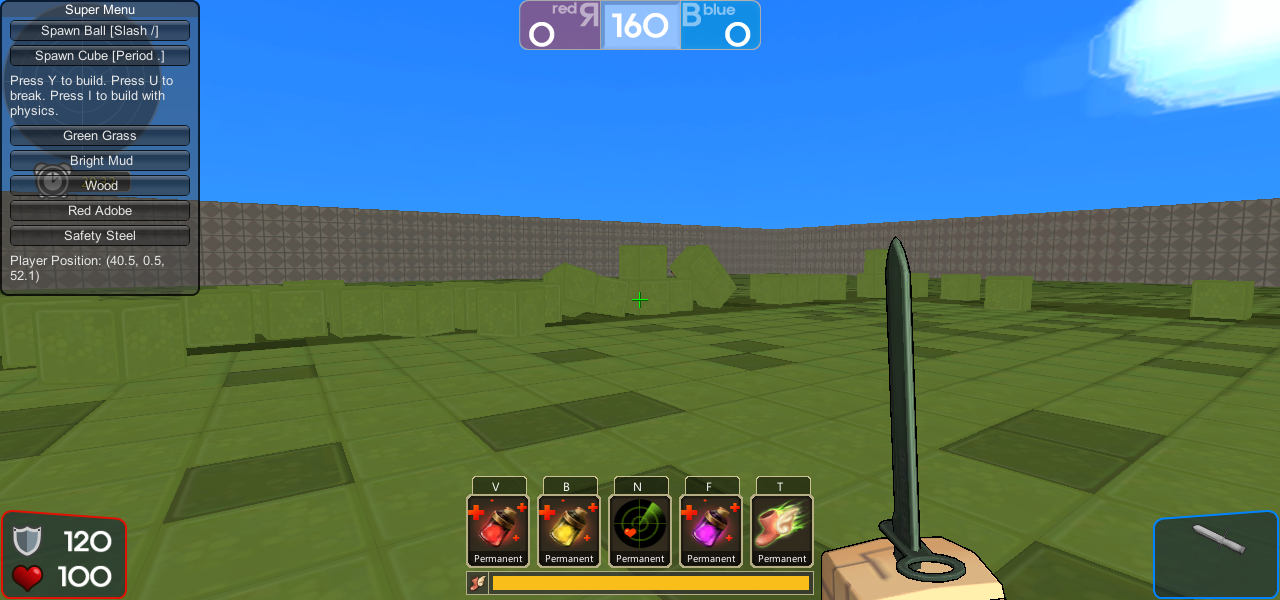 Super Menu
Spawn Ball [Slash /]
Spawn Cube [Period .]
Press Y to build. Press U to
break. Press I to build with
physics.
Green Grass
Bright Mud
Wood
Red Adobe
Safety Steel
Player Position: (40.5, 0.5,
52.1)
red R 160 B blue
0 0
V B N F T
Permanent Permanent Permanent Permanent Permanent
120
100